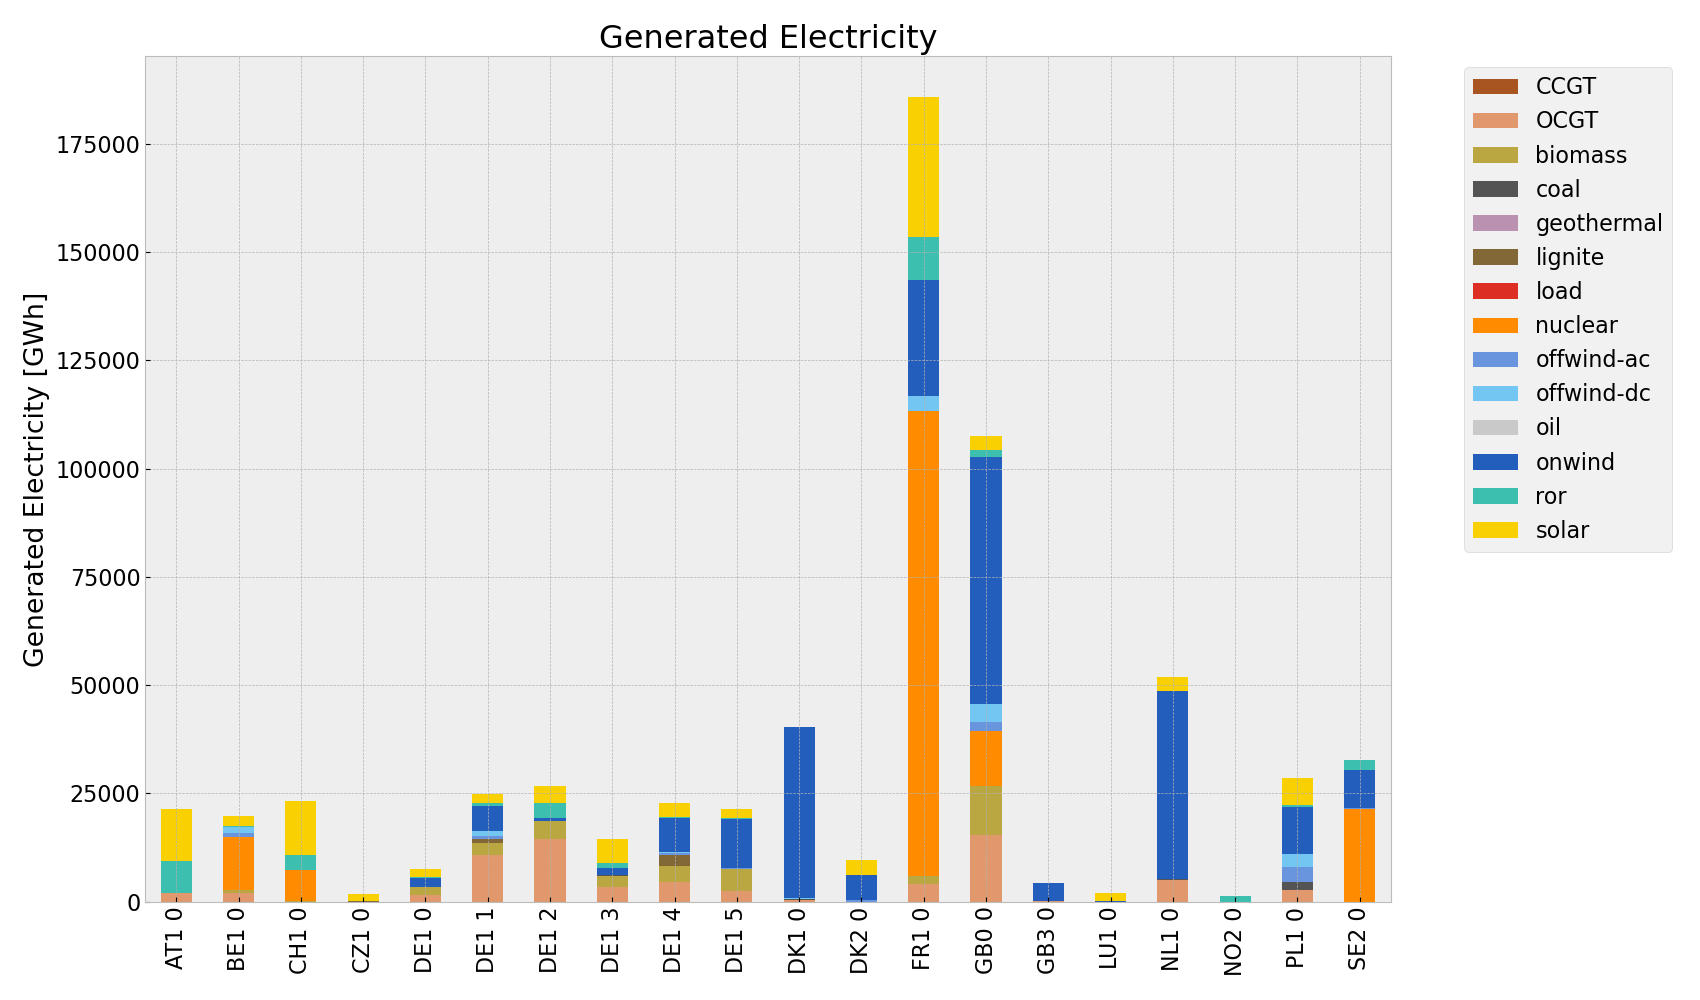 Generated Electricity
Generated Electricity [GWh]
175000
150000
125000
100000
75000
50000
25000
0
AT1 0
BE1 0
CH1 0
CZ1 0
DE1 0
DE1 1
DE1 2
DE1 3
DE1 4
DE1 5
DK1 0
DK2 0
FR1 0
GB0 0
GB3 0
LU1 0
NL1 0
NO2 0
PL1 0
SE2 0
CCGT
OCGT
biomass
coal
geothermal
lignite
load
nuclear
offwind-ac
offwind-dc
oil
onwind
ror
solar